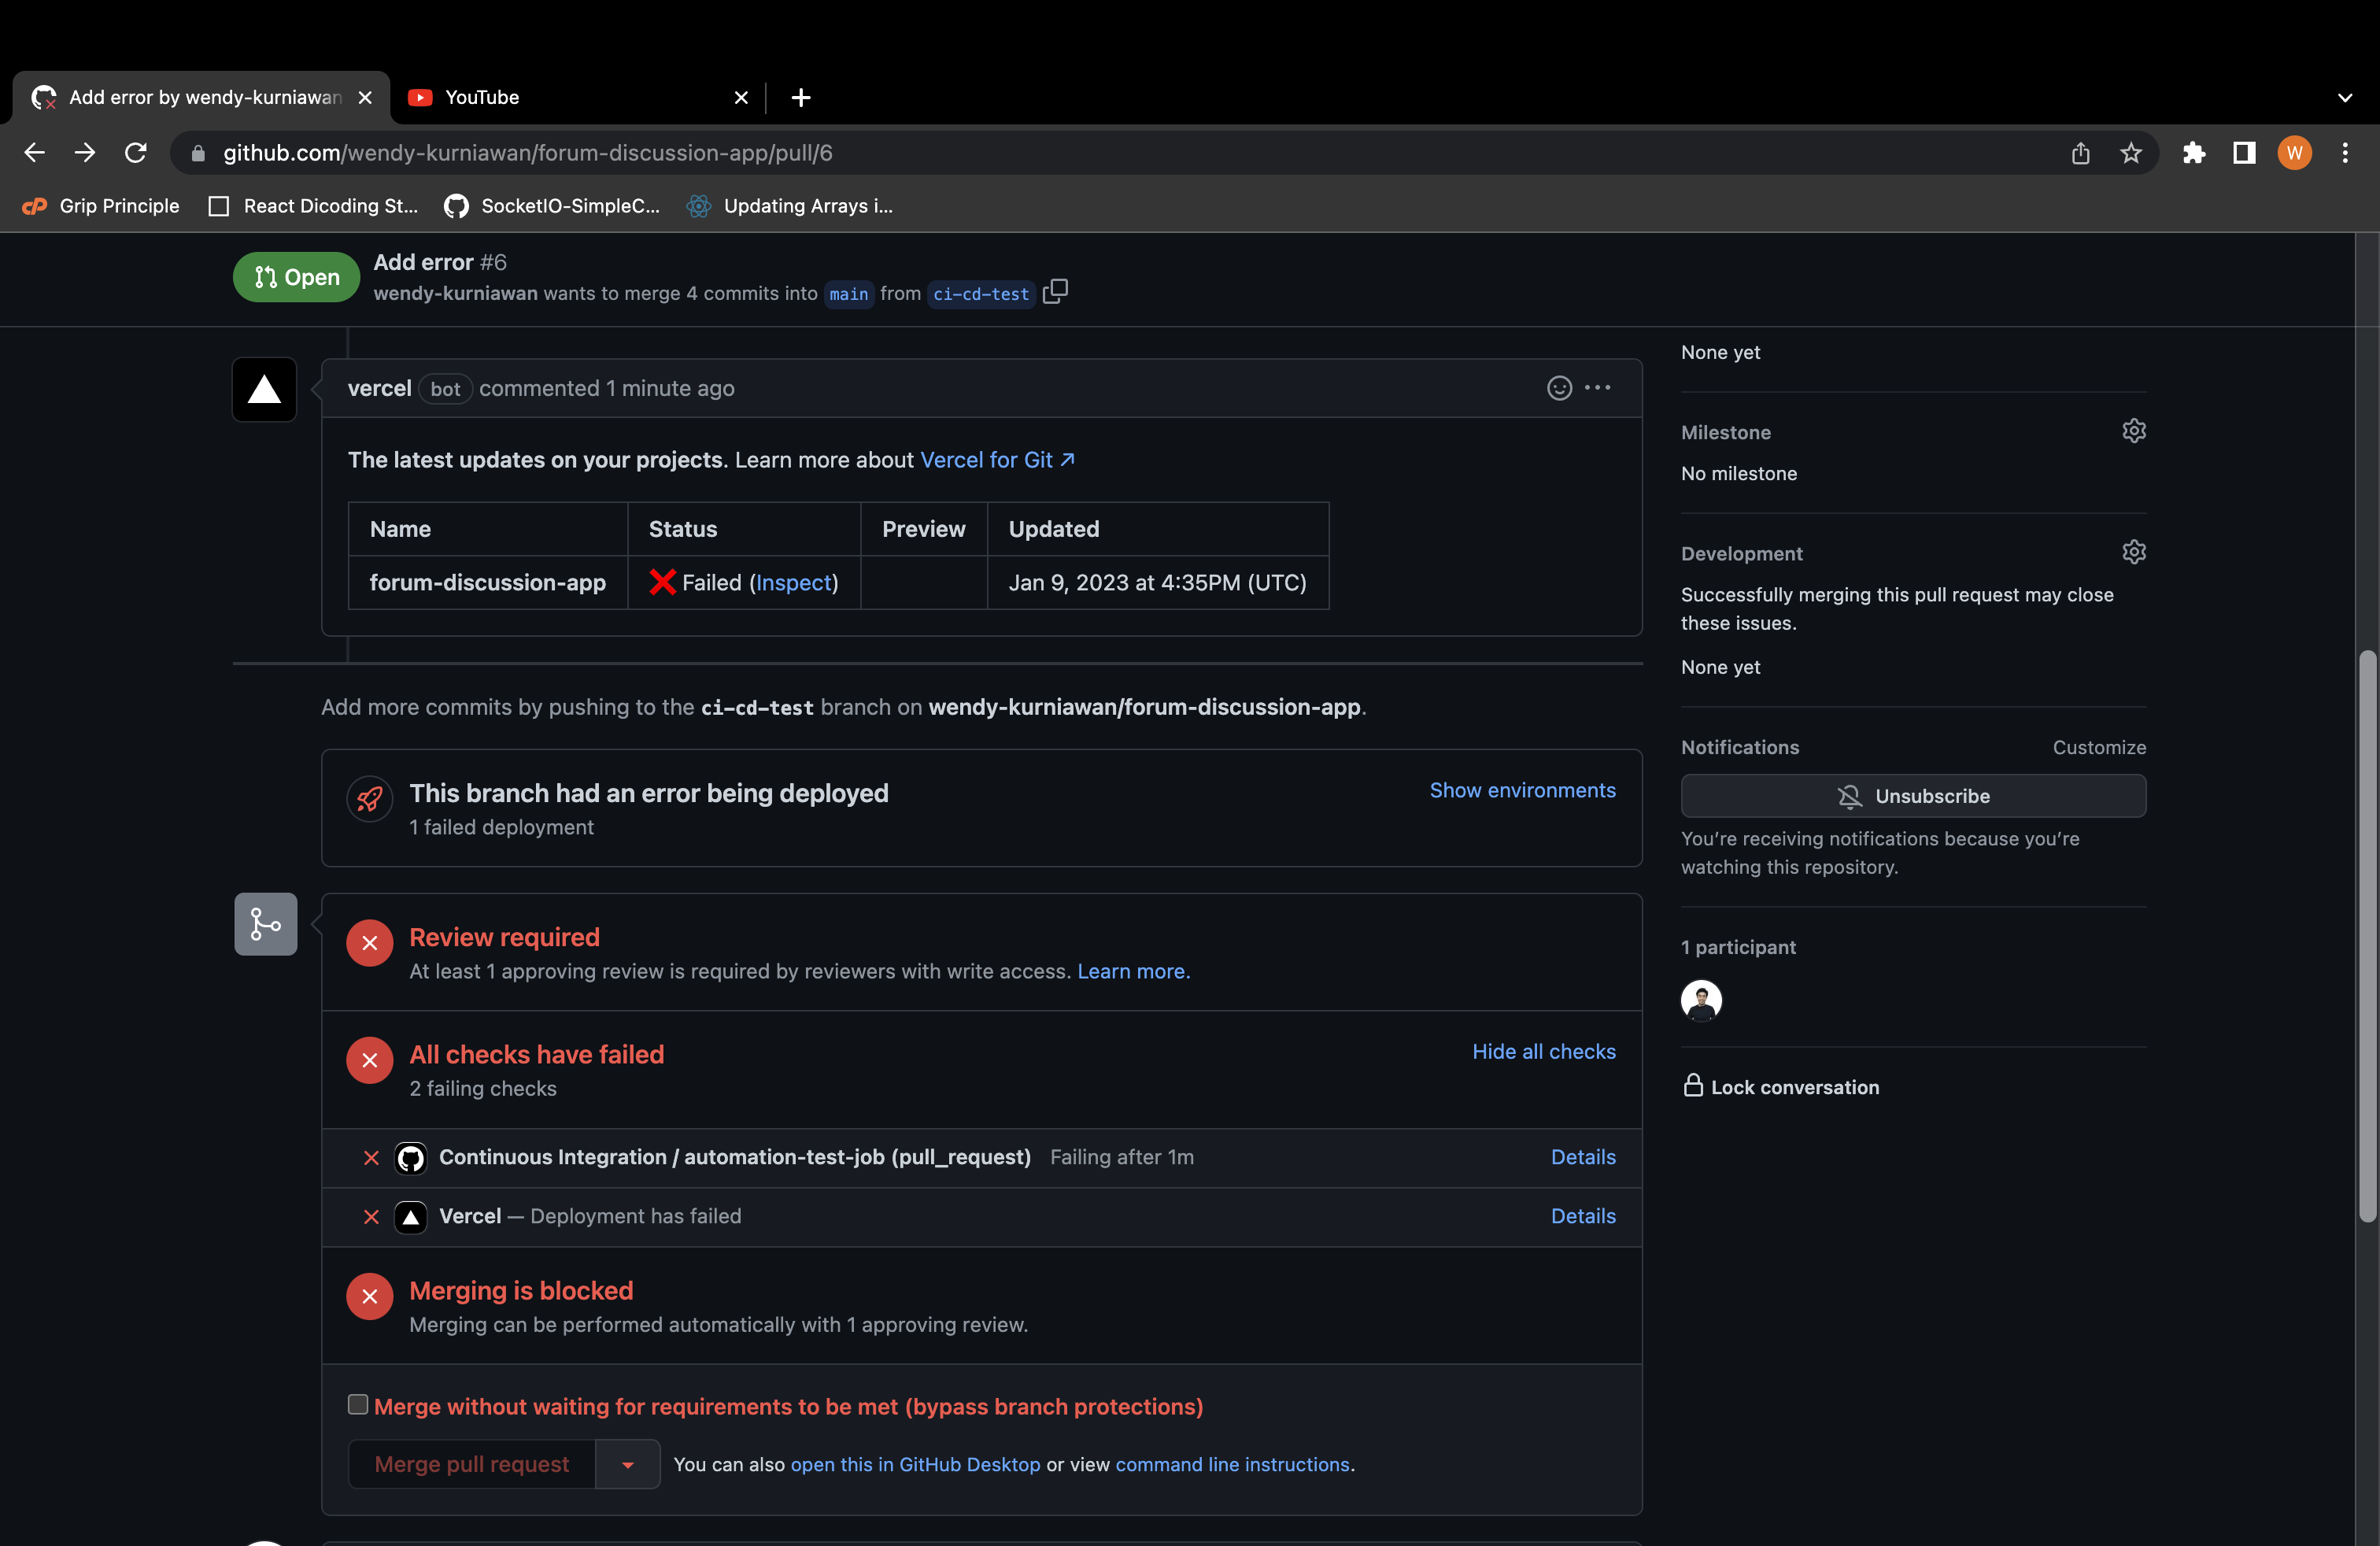 Add error by wendy-kurniawan
YouTube
github.com/wendy-kurniawan/forum-discussion-app/pull/6
W
Grip Principle
React Dicoding St...
SocketIO-SimpleC...
Updating Arrays i...
Open
Add error #6
wendy-kurniawan wants to merge 4 commits into main from ci-cd-test
vercel bot commented 1 minute ago
The latest updates on your projects. Learn more about Vercel for Git ↗
Name Status Preview Updated
forum-discussion-app ❌ Failed (Inspect) Jan 9, 2023 at 4:35PM (UTC)
Add more commits by pushing to the ci-cd-test branch on wendy-kurniawan/forum-discussion-app.
This branch had an error being deployed
Show environments
1 failed deployment
Review required
At least 1 approving review is required by reviewers with write access. Learn more.
All checks have failed
Hide all checks
2 failing checks
Continuous Integration / automation-test-job (pull_request) Failing after 1m Details
Vercel — Deployment has failed Details
Merging is blocked
Merging can be performed automatically with 1 approving review.
Merge without waiting for requirements to be met (bypass branch protections)
Merge pull request
You can also open this in GitHub Desktop or view command line instructions.
None yet
Milestone
No milestone
Development
Successfully merging this pull request may close
these issues.
None yet
Notifications Customize
Unsubscribe
You're receiving notifications because you're
watching this repository.
1 participant
Lock conversation